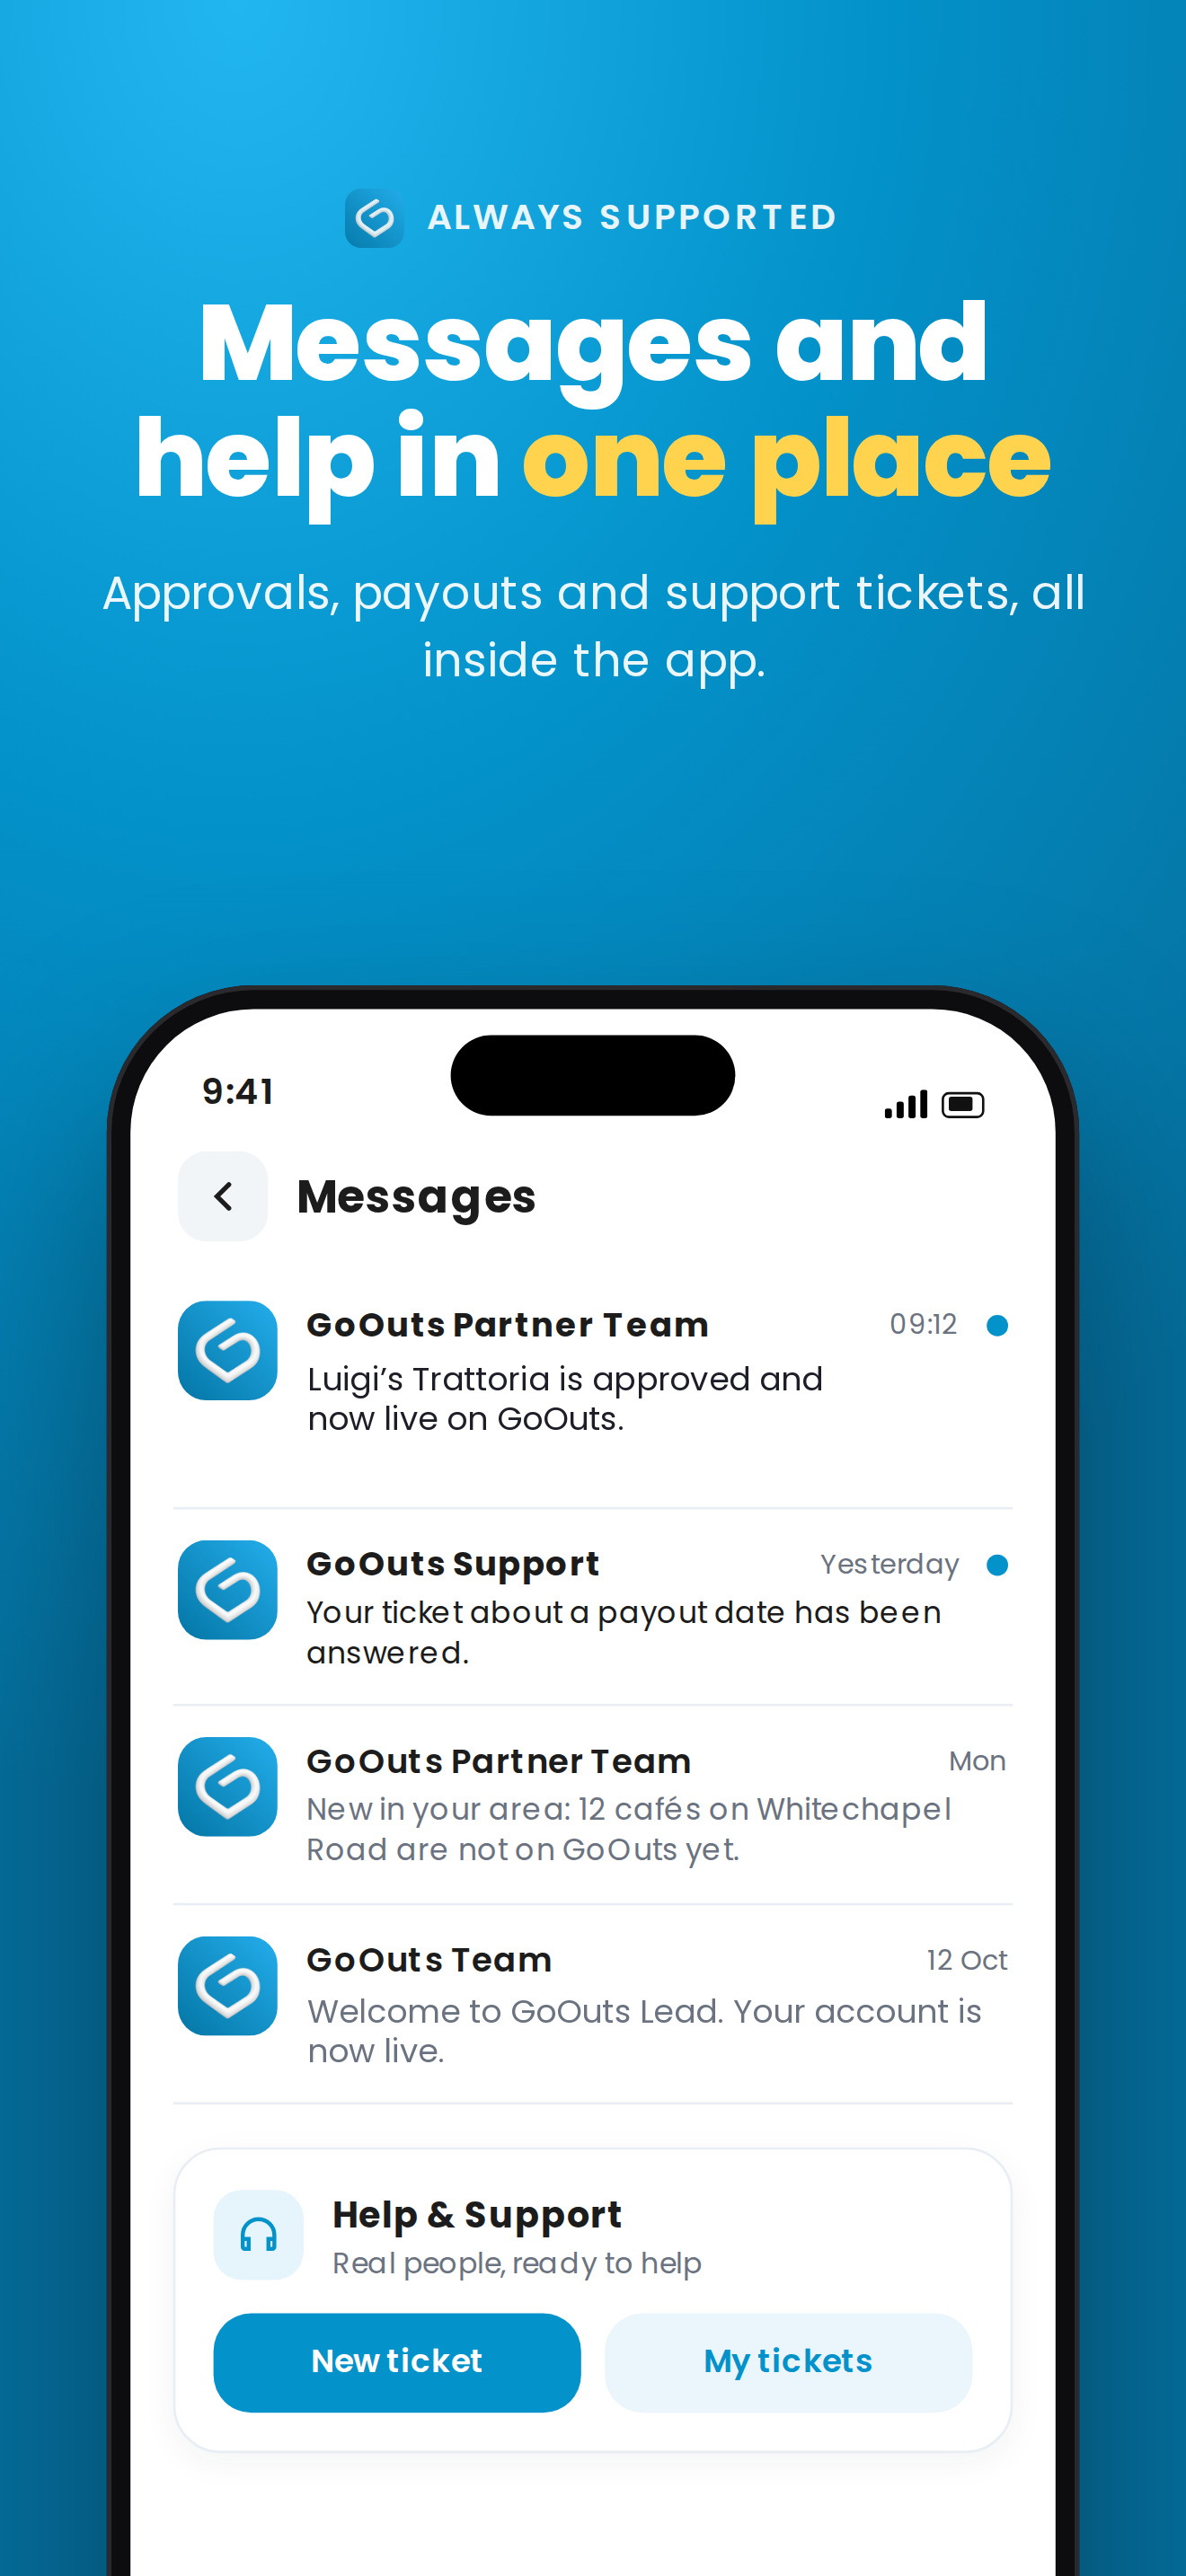 ALWAYS SUPPORTED
Messages and
help in one place
Approvals, payouts and support tickets, all
inside the app.
9:41
Messages
GoOuts Partner Team 09:12
Luigi’s Trattoria is approved and
now live on GoOuts.
GoOuts Support Yesterday
Your ticket about a payout date has been
answered.
GoOuts Partner Team Mon
New in your area: 12 cafés on Whitechapel
Road are not on GoOuts yet.
GoOuts Team 12 Oct
Welcome to GoOuts Lead. Your account is
now live.
Help & Support
Real people, ready to help
New ticket My tickets